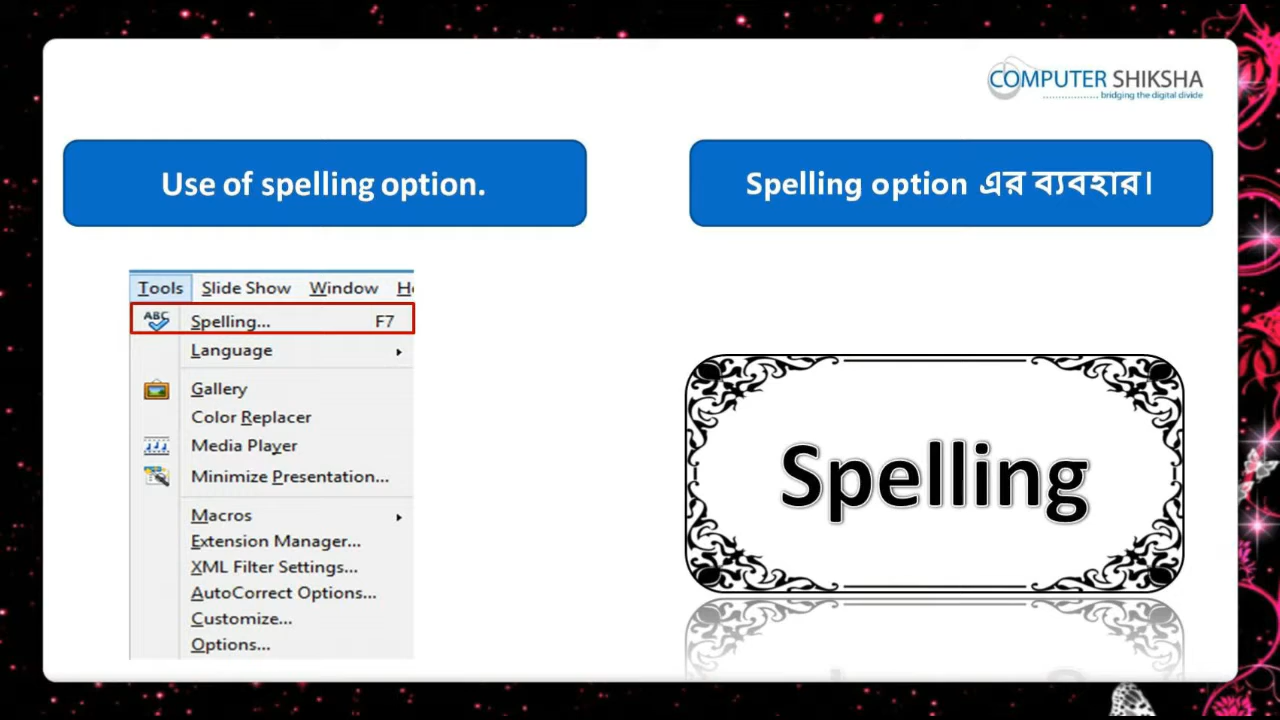 COMPUTER SHIKSHA
bridging the digital divide
Use of spelling option.
Spelling option এর ব্যবহার।
Tools Slide Show Window He
ABC Spelling... F7
Language
Gallery
Color Replacer
Media Player
Minimize Presentation...
Macros
Extension Manager...
XML Filter Settings...
AutoCorrect Options...
Customize...
Options...
Spelling